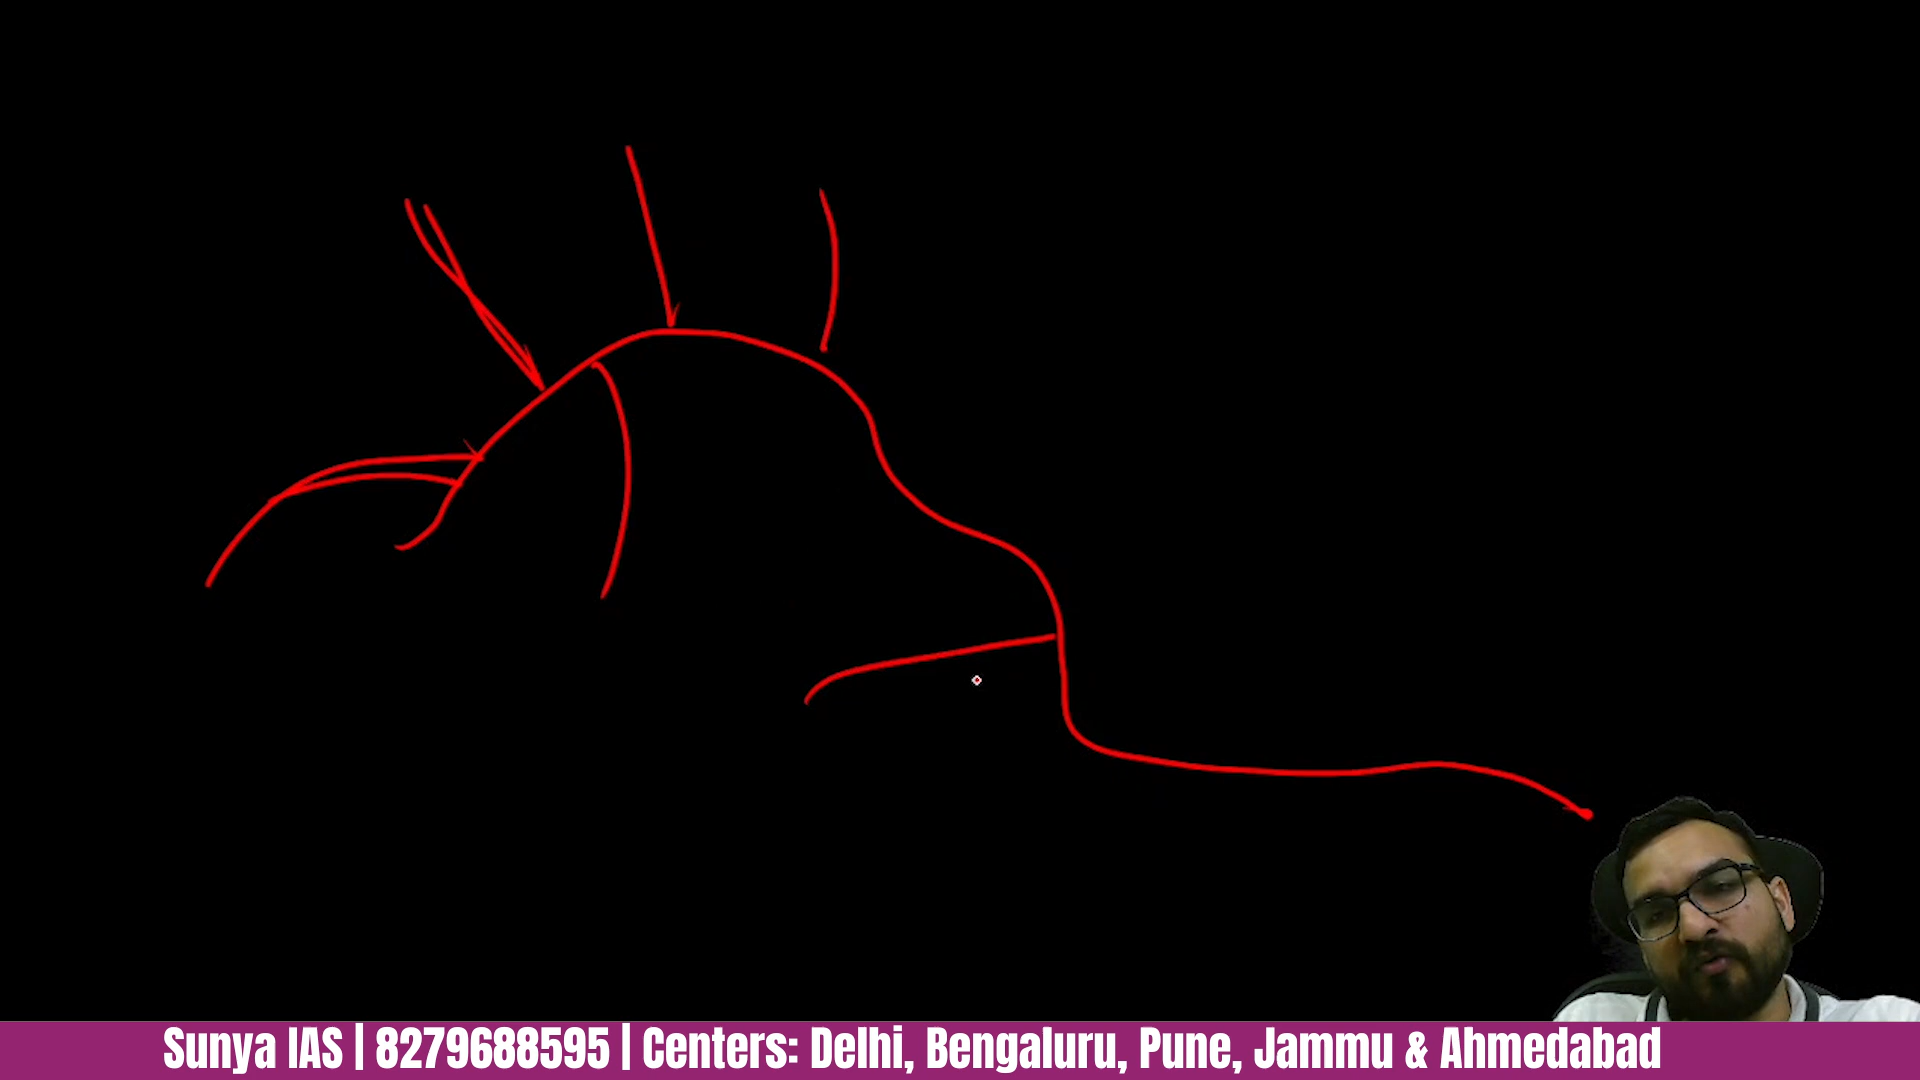 Sunya IAS | 8279688595 | Centers: Delhi, Bengaluru, Pune, Jammu & Ahmedabad